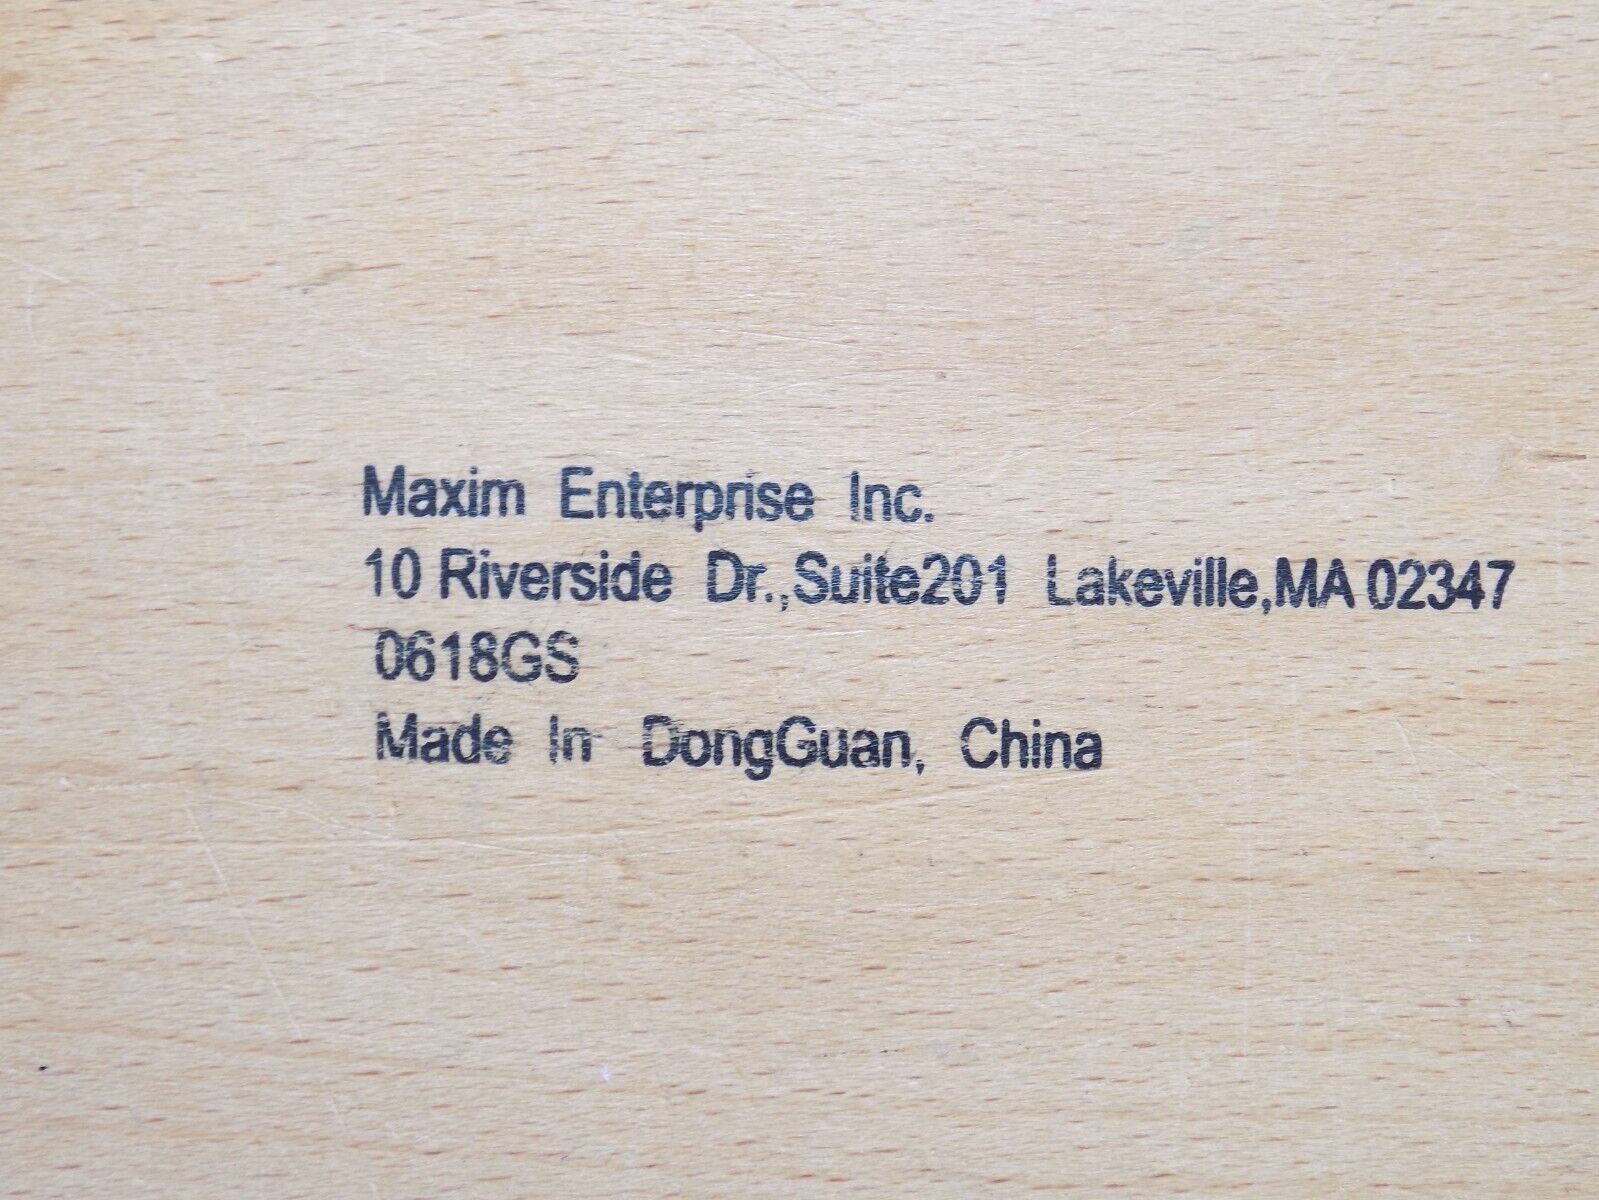 Maxim Enterprise Inc.
10 Riverside Dr.,Suite201 Lakeville,MA 02347
0618GS
Made In DongGuan, China